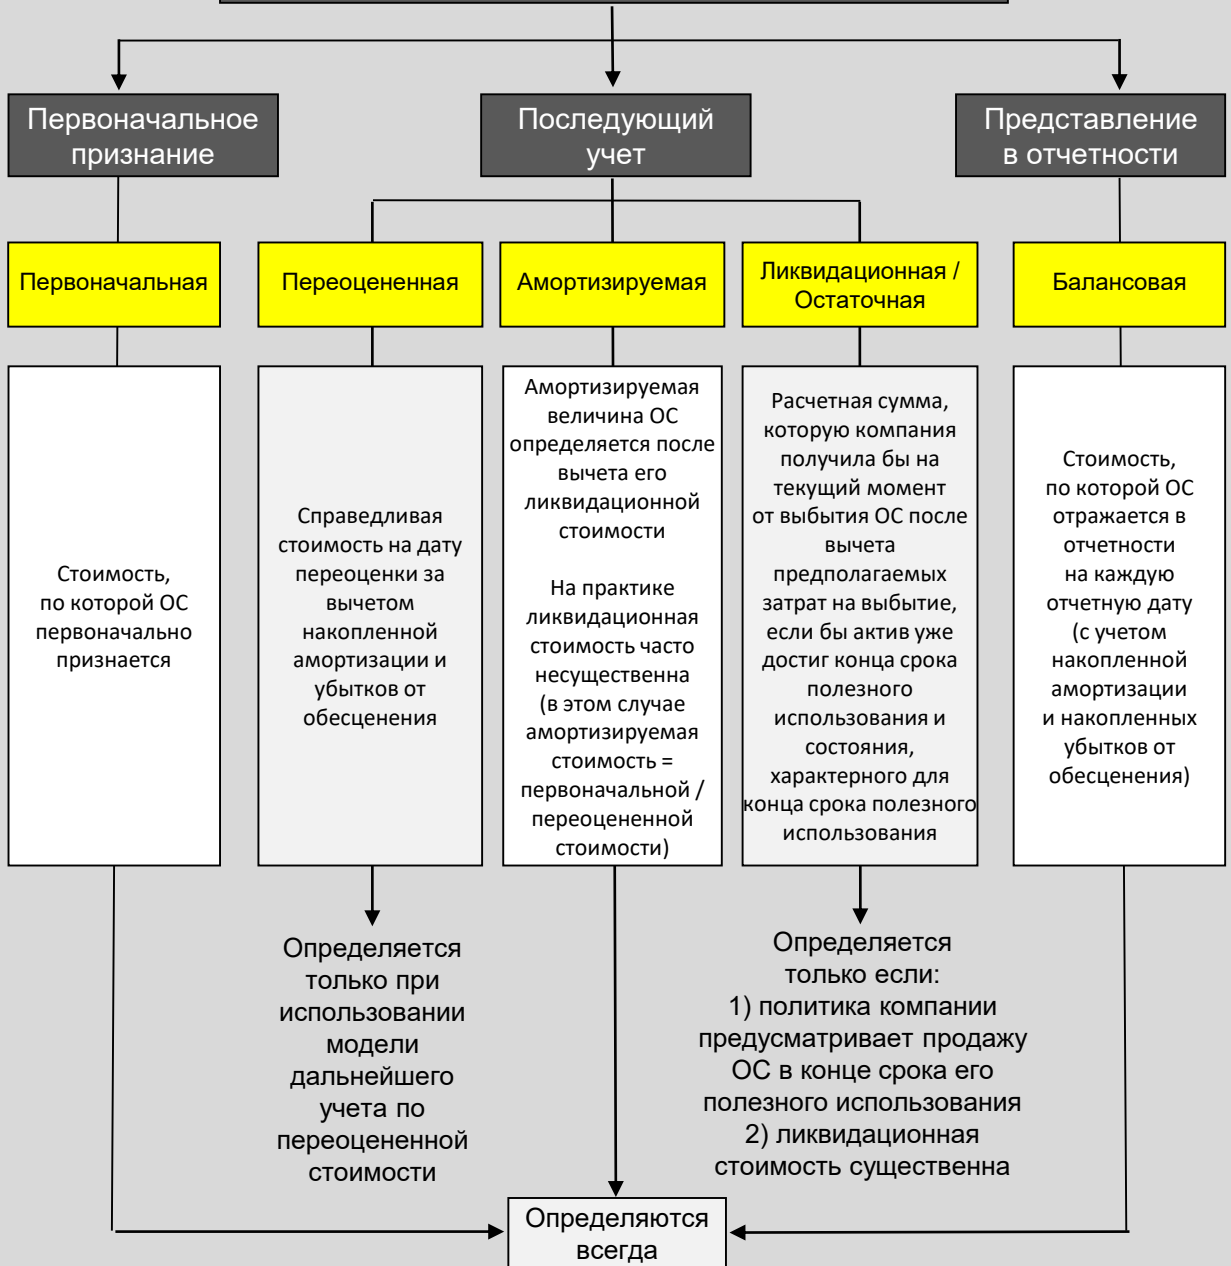 Первоначальное
признание
Последующий
учет
Представление
в отчетности
Первоначальная
Переоцененная
Амортизируемая
Ликвидационная /
Остаточная
Балансовая
Стоимость,
по которой ОС
первоначально
признается
Справедливая
стоимость на дату
переоценки за
вычетом
накопленной
амортизации и
убытков от
обесценения
Амортизируемая
величина ОС
определяется после
вычета его
ликвидационной
стоимости
На практике
ликвидационная
стоимость часто
несущественна
(в этом случае
амортизируемая
стоимость =
первоначальной /
переоцененной
стоимости)
Расчетная сумма,
которую компания
получила бы на
текущий момент
от выбытия ОС после
вычета
предполагаемых
затрат на выбытие,
если бы актив уже
достиг конца срока
полезного
использования и
состояния,
характерного для
конца срока полезного
использования
Стоимость,
по которой ОС
отражается в
отчетности
на каждую
отчетную дату
(с учетом
накопленной
амортизации
и накопленных
убытков от
обесценения)
Определяется
только при
использовании
модели
дальнейшего
учета по
переоцененной
стоимости
Определяется
только если:
1) политика компании
предусматривает продажу
ОС в конце срока его
полезного использования
2) ликвидационная
стоимость существенна
Определяются
всегда